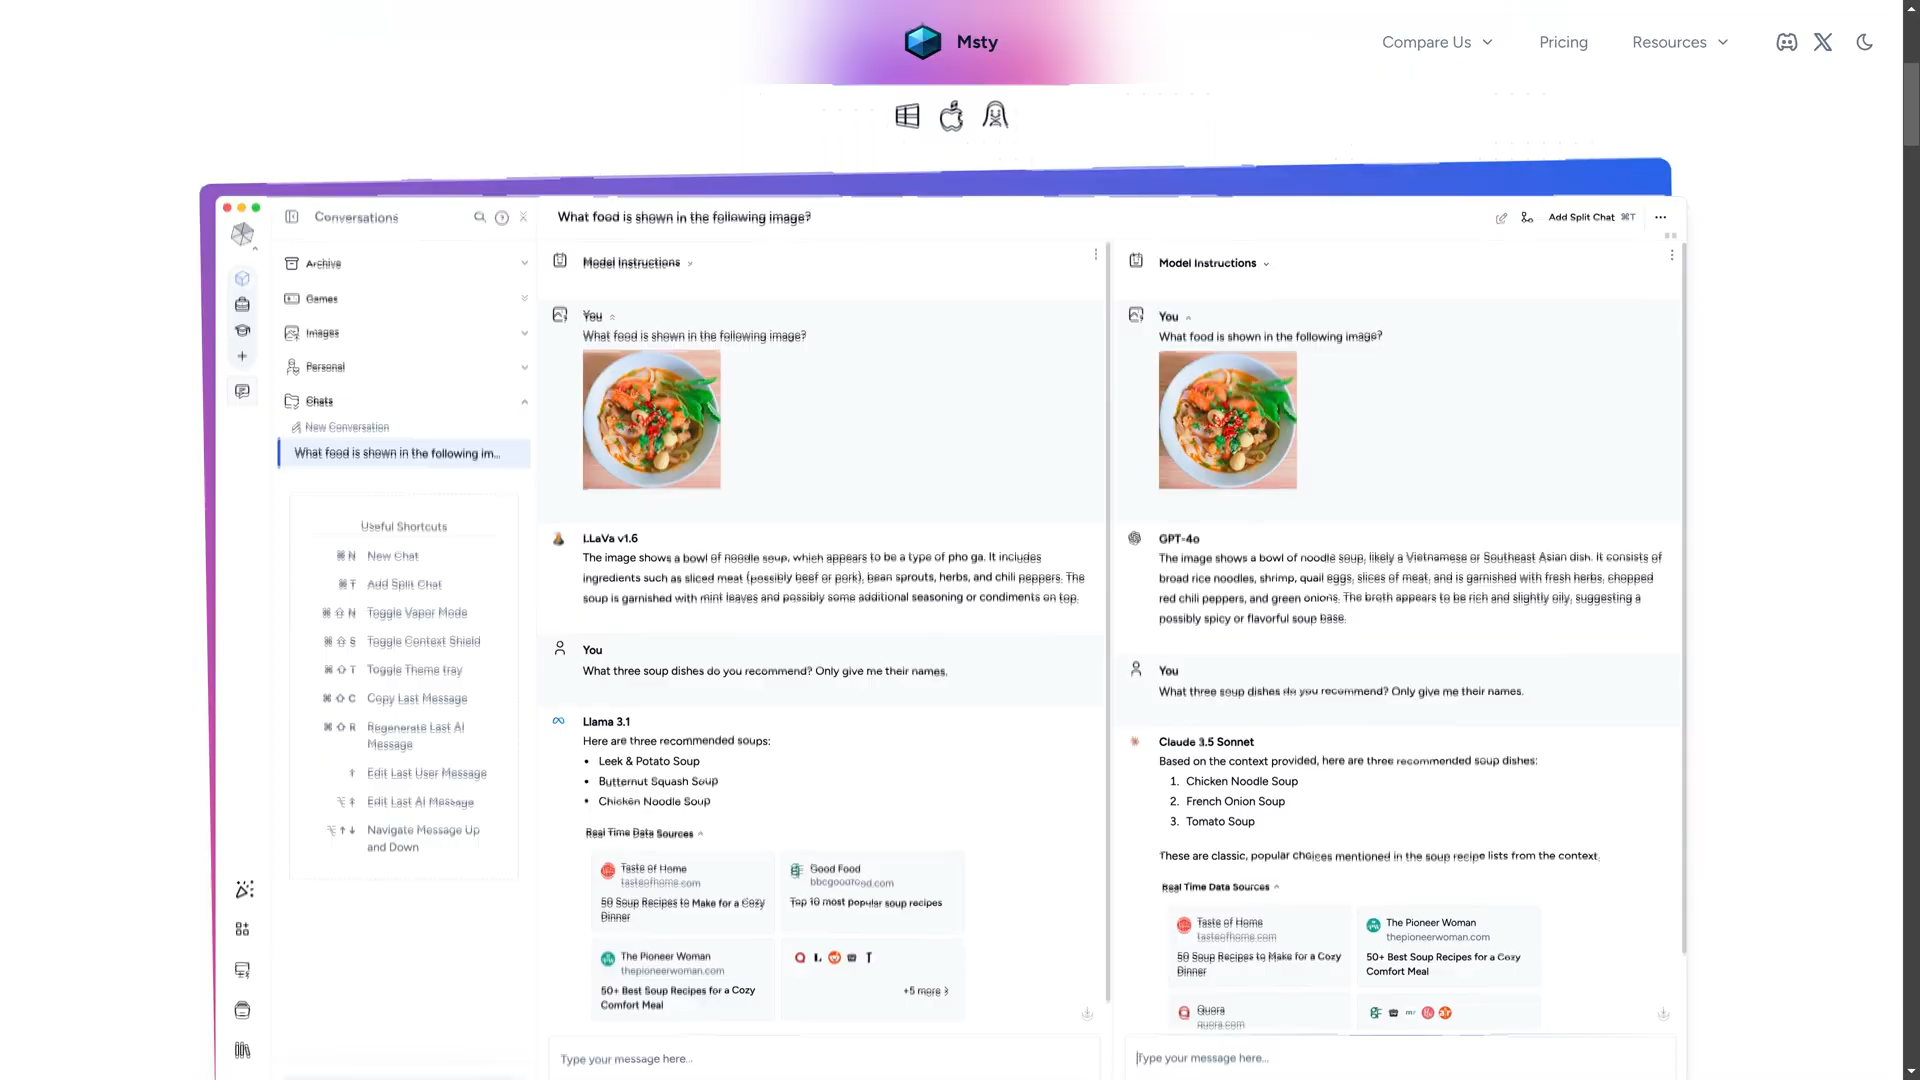 Msty
Compare Us
Pricing
Resources
Conversations
What food is shown in the following image?
Add Split Chat ⌘T
Archive
Games
Images
Personal
Chats
New Conversation
What food is shown in the following im...
Useful Shortcuts
⌘ N New Chat
⌘ T Add Split Chat
⌘ ⇧ N Toggle Vapor Mode
⌘ ⇧ S Toggle Context Shield
⌘ ⇧ T Toggle Theme tray
⌘ ⇧ C Copy Last Message
⌘ ⇧ R Regenerate Last AI
Message
↑ Edit Last User Message
⌥ ↑ Edit Last AI Message
⌥ ↑ ↓ Navigate Message Up
and Down
Model Instructions
You
What food is shown in the following image?
LLaVa v1.6
The image shows a bowl of noodle soup, which appears to be a type of pho ga. It includes
ingredients such as sliced meat (possibly beef or pork), bean sprouts, herbs, and chili peppers. The
soup is garnished with mint leaves and possibly some additional seasoning or condiments on top.
You
What three soup dishes do you recommend? Only give me their names.
Llama 3.1
Here are three recommended soups:
• Leek & Potato Soup
• Butternut Squash Soup
• Chicken Noodle Soup
Real Time Data Sources
Taste of Home
tasteofhome.com
50 Soup Recipes to Make for a Cozy
Dinner
Good Food
bbcgoodfood.com
Top 10 most popular soup recipes
The Pioneer Woman
thepioneerwoman.com
50+ Best Soup Recipes for a Cozy
Comfort Meal
+5 more
Type your message here...
Model Instructions
You
What food is shown in the following image?
GPT-4o
The image shows a bowl of noodle soup, likely a Vietnamese or Southeast Asian dish. It consists of
broad rice noodles, shrimp, quail eggs, slices of meat, and is garnished with fresh herbs, chopped
red chili peppers, and green onions. The broth appears to be rich and slightly oily, suggesting a
possibly spicy or flavorful soup base.
You
What three soup dishes do you recommend? Only give me their names.
Claude 3.5 Sonnet
Based on the context provided, here are three recommended soup dishes:
1. Chicken Noodle Soup
2. French Onion Soup
3. Tomato Soup
These are classic, popular choices mentioned in the soup recipe lists from the context.
Real Time Data Sources
Taste of Home
tasteofhome.com
50 Soup Recipes to Make for a Cozy
Dinner
The Pioneer Woman
thepioneerwoman.com
50+ Best Soup Recipes for a Cozy
Comfort Meal
Quora
quora.com
Type your message here...